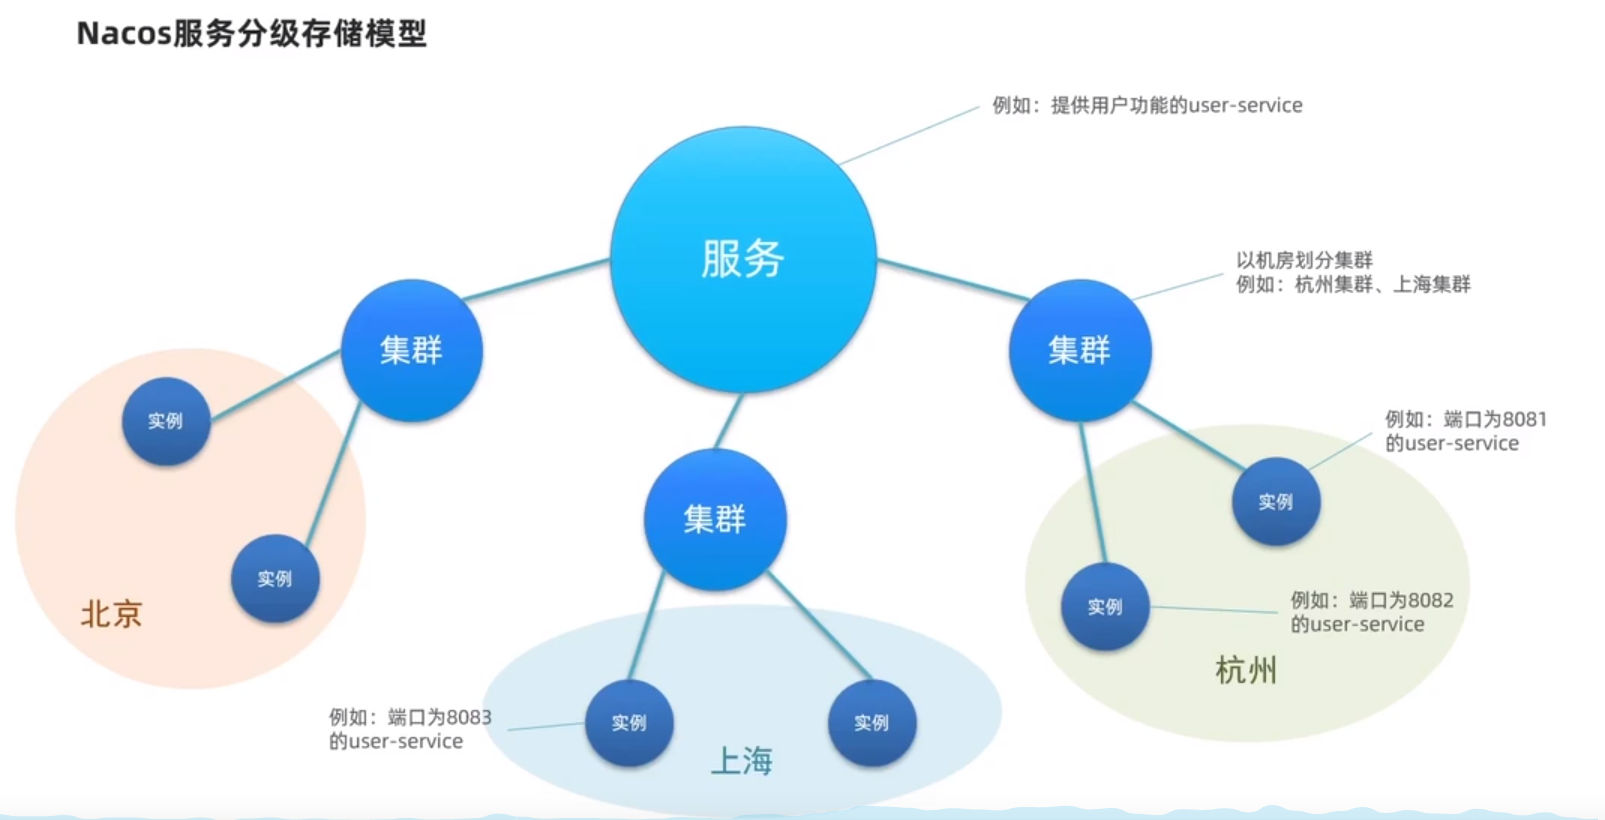 Nacos服务分级存储模型
例如：提供用户功能的user-service
服务
以机房划分集群
例如：杭州集群、上海集群
集群
集群
实例
例如：端口为8081
的user-service
实例
集群
实例
实例
例如：端口为8082
的user-service
北京
实例
杭州
例如：端口为8083
的user-service
实例
实例
上海